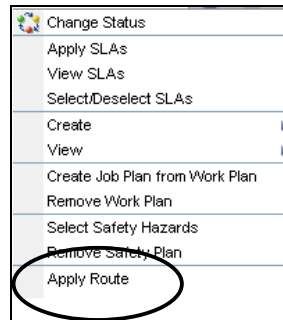 Change Status
Apply SLAs
View SLAs
Select/Deselect SLAs
Create
View
Create Job Plan from Work Plan
Remove Work Plan
Select Safety Hazards
Remove Safety Plan
Apply Route